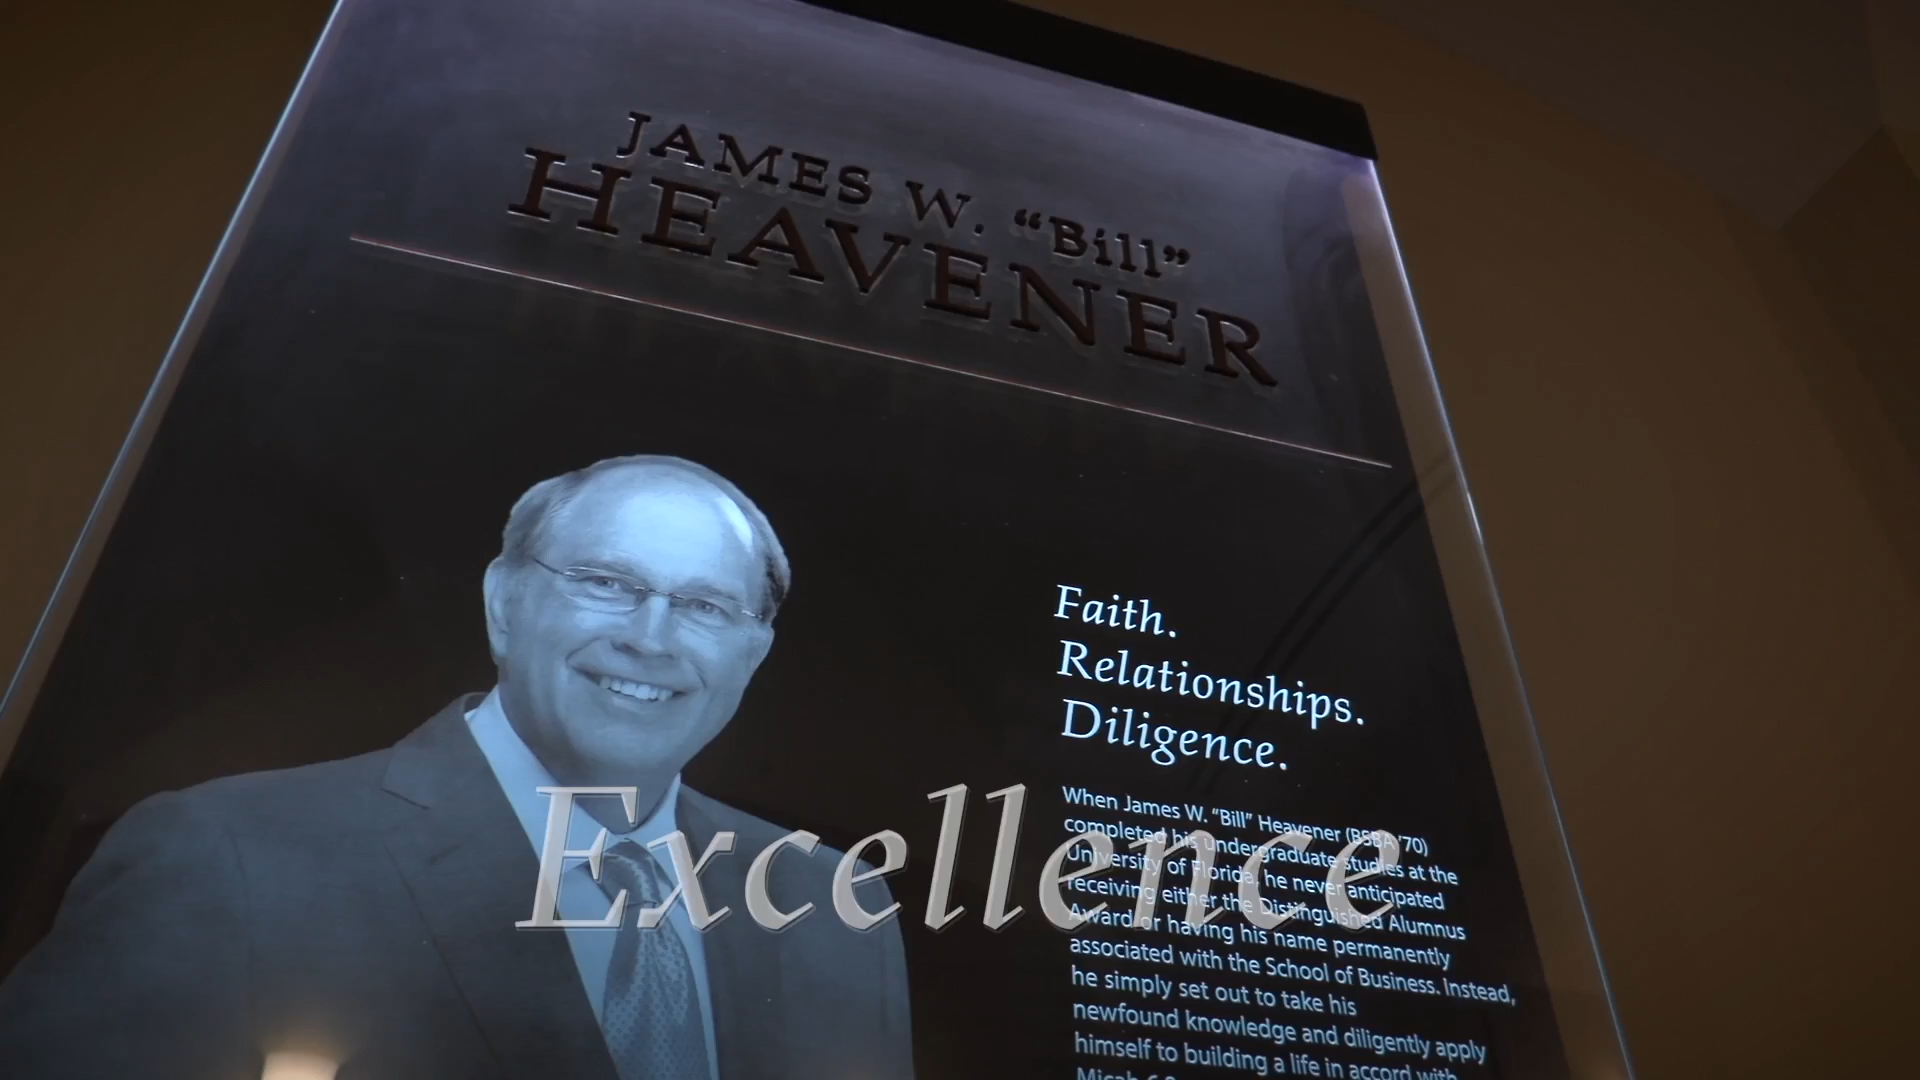 JAMES W. “Bill”
HEAVENER
Faith.
Relationships.
Diligence.
Excellence
When James W. “Bill” Heavener (BSBA ’70)
completed his undergraduate studies at the
University of Florida, he never anticipated
receiving either the Distinguished Alumnus
Award or having his name permanently
associated with the School of Business. Instead,
he simply set out to take his
newfound knowledge and diligently apply
himself to building a life in accord with
Micah 6:8